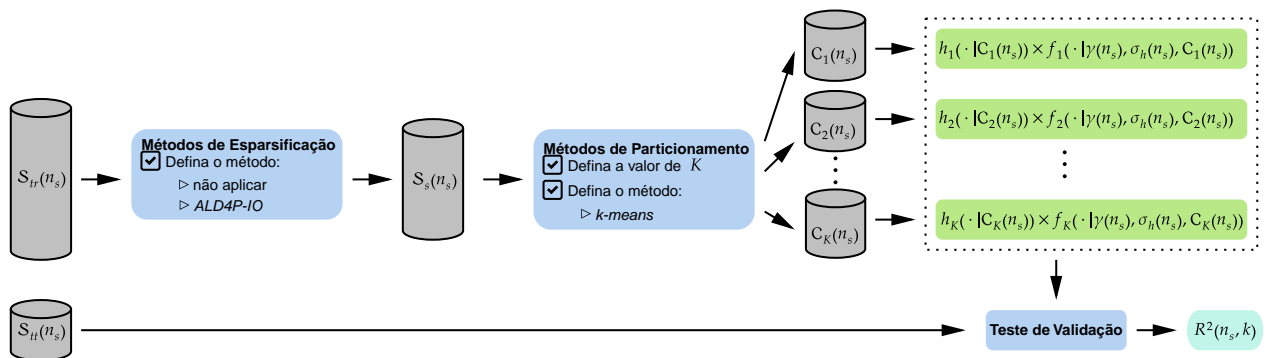 S_tr(n_s)
Métodos de Esparsificação
Defina o método:
▷ não aplicar
▷ ALD4P-IO
S_s(n_s)
Métodos de Particionamento
Defina a valor de K
Defina o método:
▷ k-means
C_1(n_s)
C_2(n_s)
C_K(n_s)
h_1( · |C_1(n_s)) × f_1( · |γ(n_s), σ_h(n_s), C_1(n_s))
h_2( · |C_2(n_s)) × f_2( · |γ(n_s), σ_h(n_s), C_2(n_s))
h_K( · |C_K(n_s)) × f_K( · |γ(n_s), σ_h(n_s), C_K(n_s))
S_tt(n_s)
Teste de Validação
R²(n_s, k)